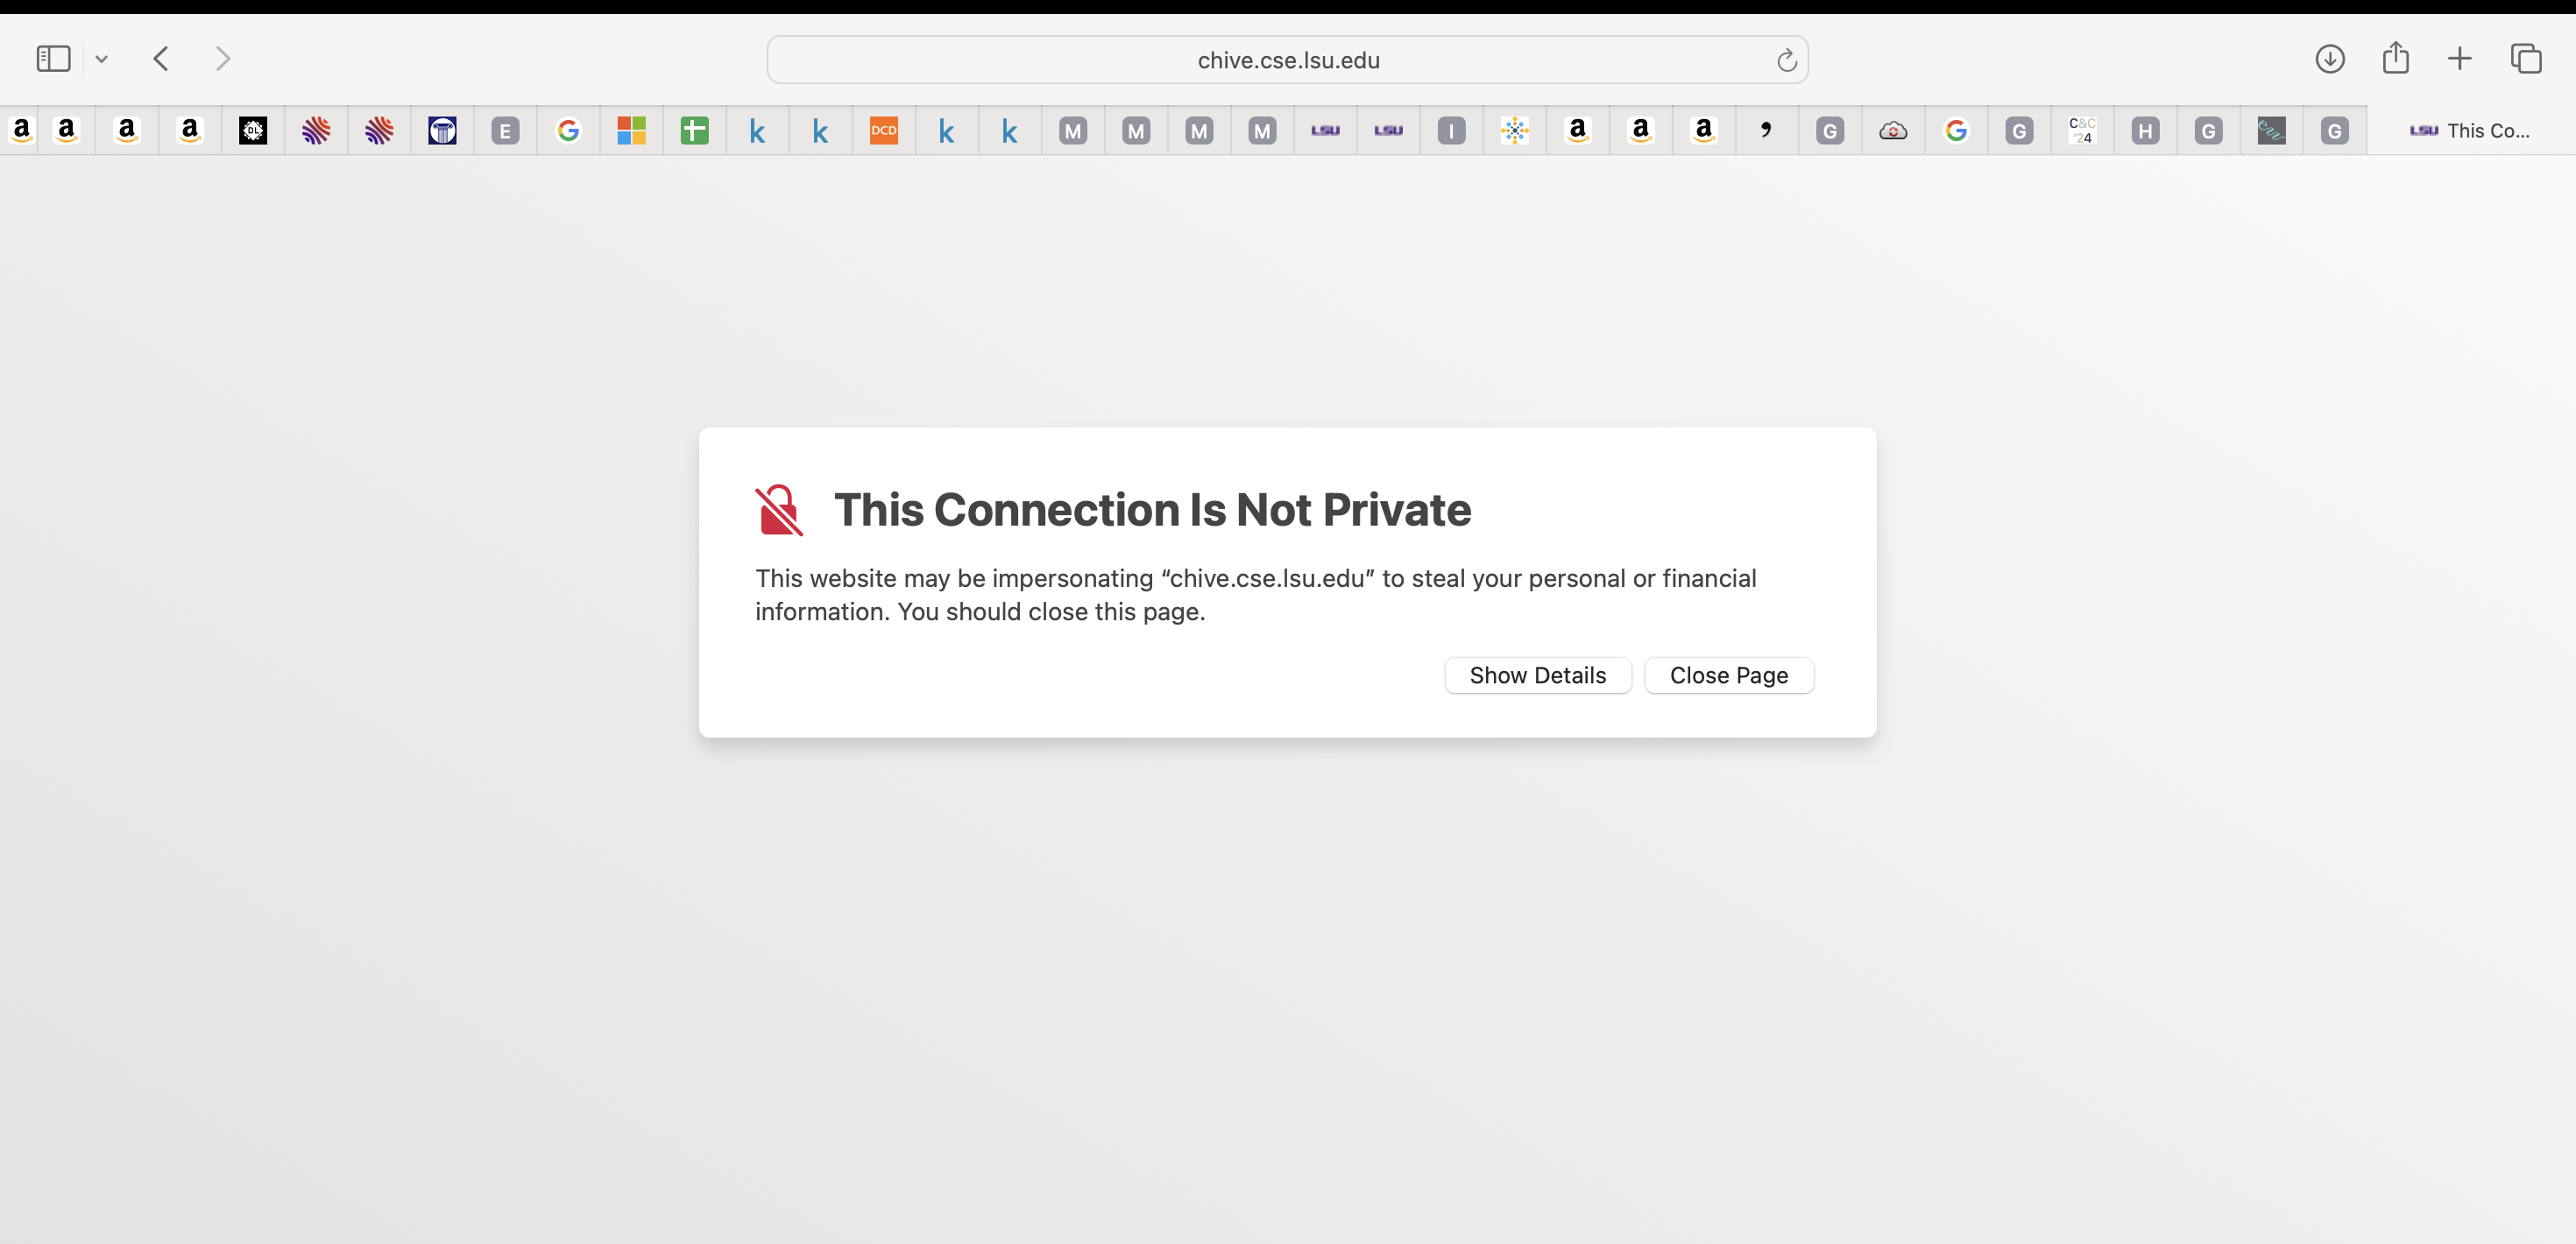 chive.cse.lsu.edu
a a a a DL E G k k DCD k k M M M M LSU LSU I a a a , G G G C&C '24 H G G LSU This Co...
This Connection Is Not Private
This website may be impersonating “chive.cse.lsu.edu” to steal your personal or financial
information. You should close this page.
Show Details Close Page